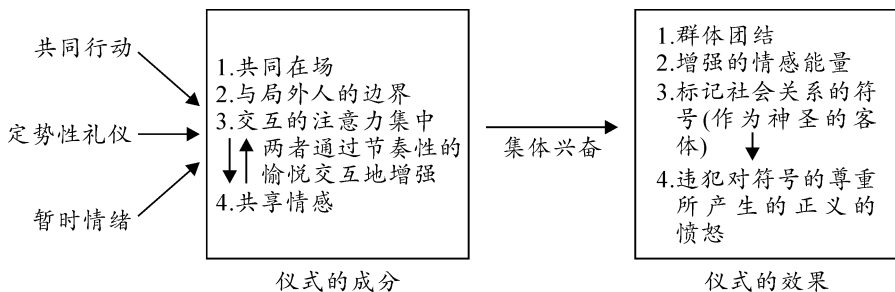 共同行动
定势性礼仪
暂时情绪
1.共同在场
2.与局外人的边界
3.交互的注意力集中
两者通过节奏性的
愉悦交互地增强
4.共享情感
仪式的成分
集体兴奋
1.群体团结
2.增强的情感能量
3.标记社会关系的符
号(作为神圣的客
体)
4.违犯对符号的尊重
所产生的正义的
愤怒
仪式的效果